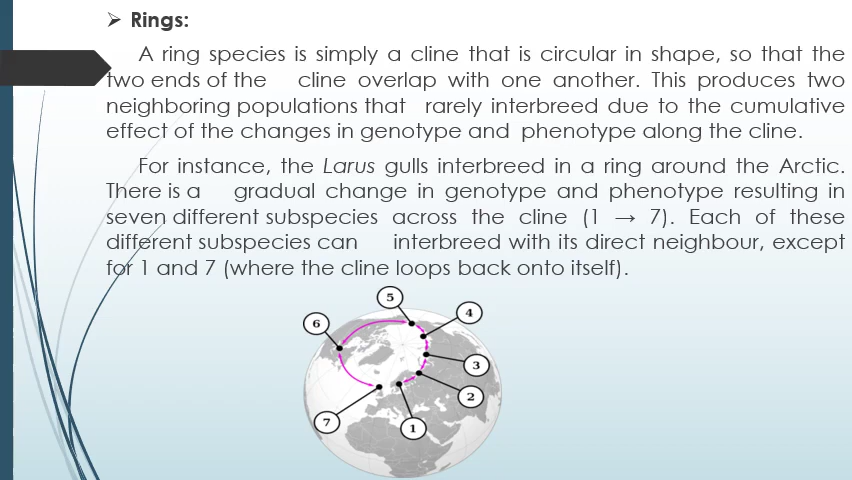 ➢ Rings:
A ring species is simply a cline that is circular in shape, so that the
two ends of the cline overlap with one another. This produces two
neighboring populations that rarely interbreed due to the cumulative
effect of the changes in genotype and phenotype along the cline.
For instance, the Larus gulls interbreed in a ring around the Arctic.
There is a gradual change in genotype and phenotype resulting in
seven different subspecies across the cline (1 → 7). Each of these
different subspecies can interbreed with its direct neighbour, except
for 1 and 7 (where the cline loops back onto itself).
5
4
6
3
2
7
1